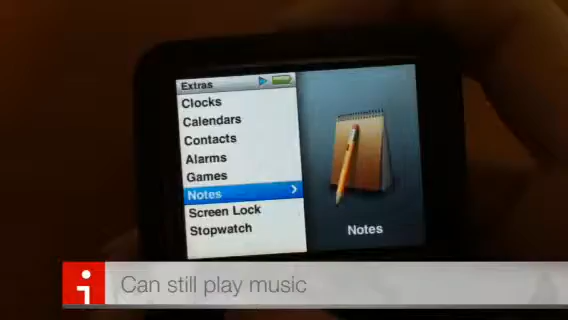 Extras
Clocks
Calendars
Contacts
Alarms
Games
Notes
Screen Lock
Stopwatch
Notes
i Can still play music